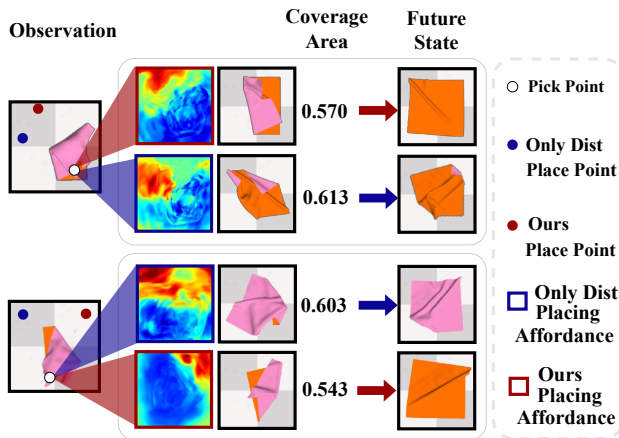 Observation
Coverage
Area
Future
State
0.570
0.613
0.603
0.543
Pick Point
Only Dist
Place Point
Ours
Place Point
Only Dist
Placing
Affordance
Ours
Placing
Affordance